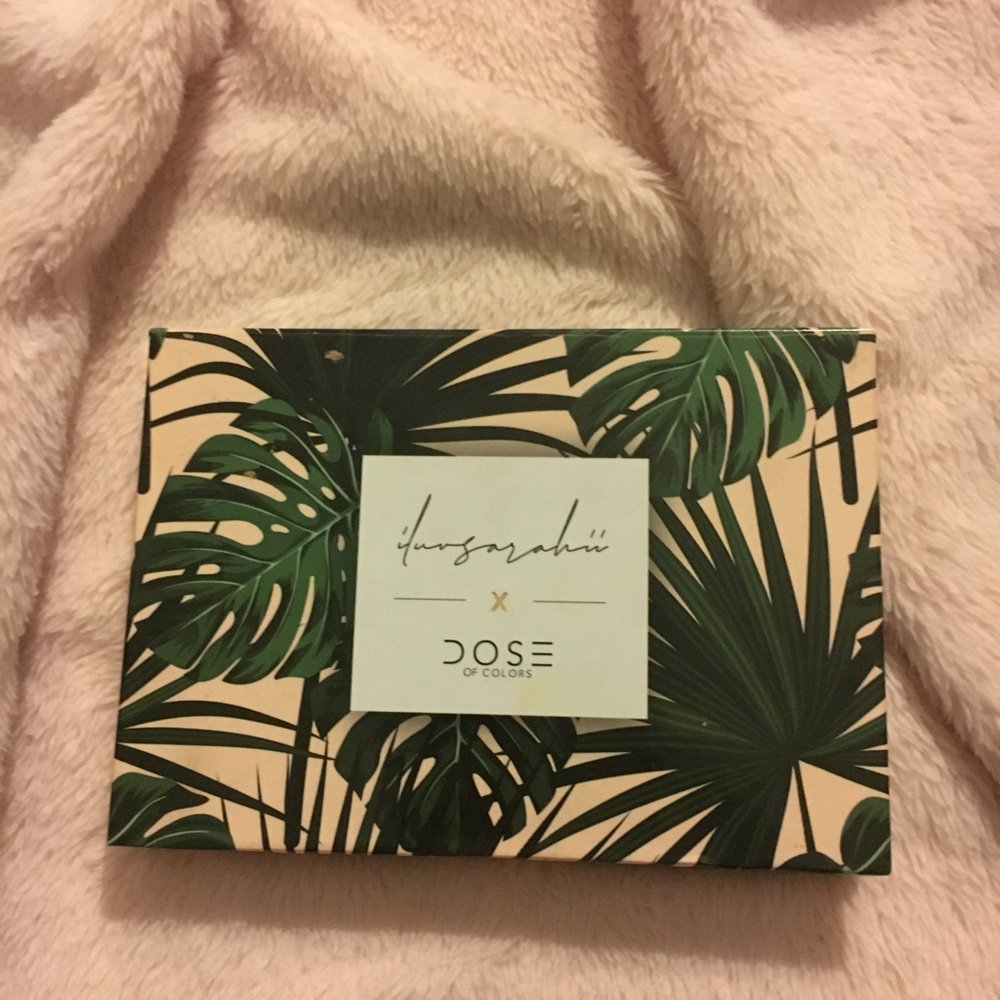 iluvsarahii
X
DOSE
OF COLORS